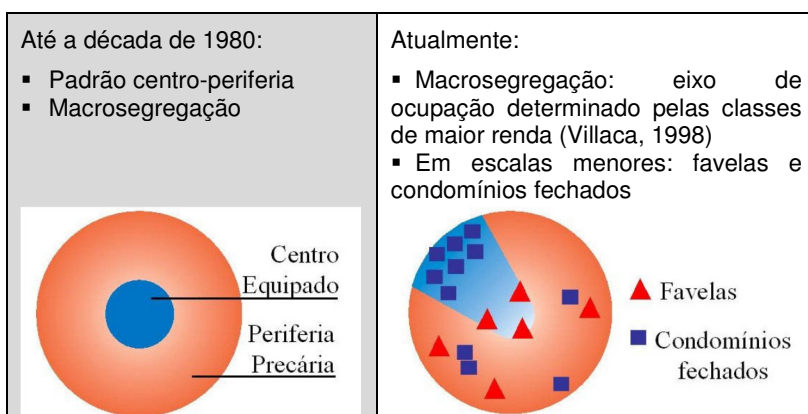 Até a década de 1980:
▪ Padrão centro-periferia
▪ Macrosegregação
Centro
Equipado
Periferia
Precária
Atualmente:
▪ Macrosegregação: eixo de
ocupação determinado pelas classes
de maior renda (Villaca, 1998)
▪ Em escalas menores: favelas e
condomínios fechados
Favelas
Condomínios
fechados